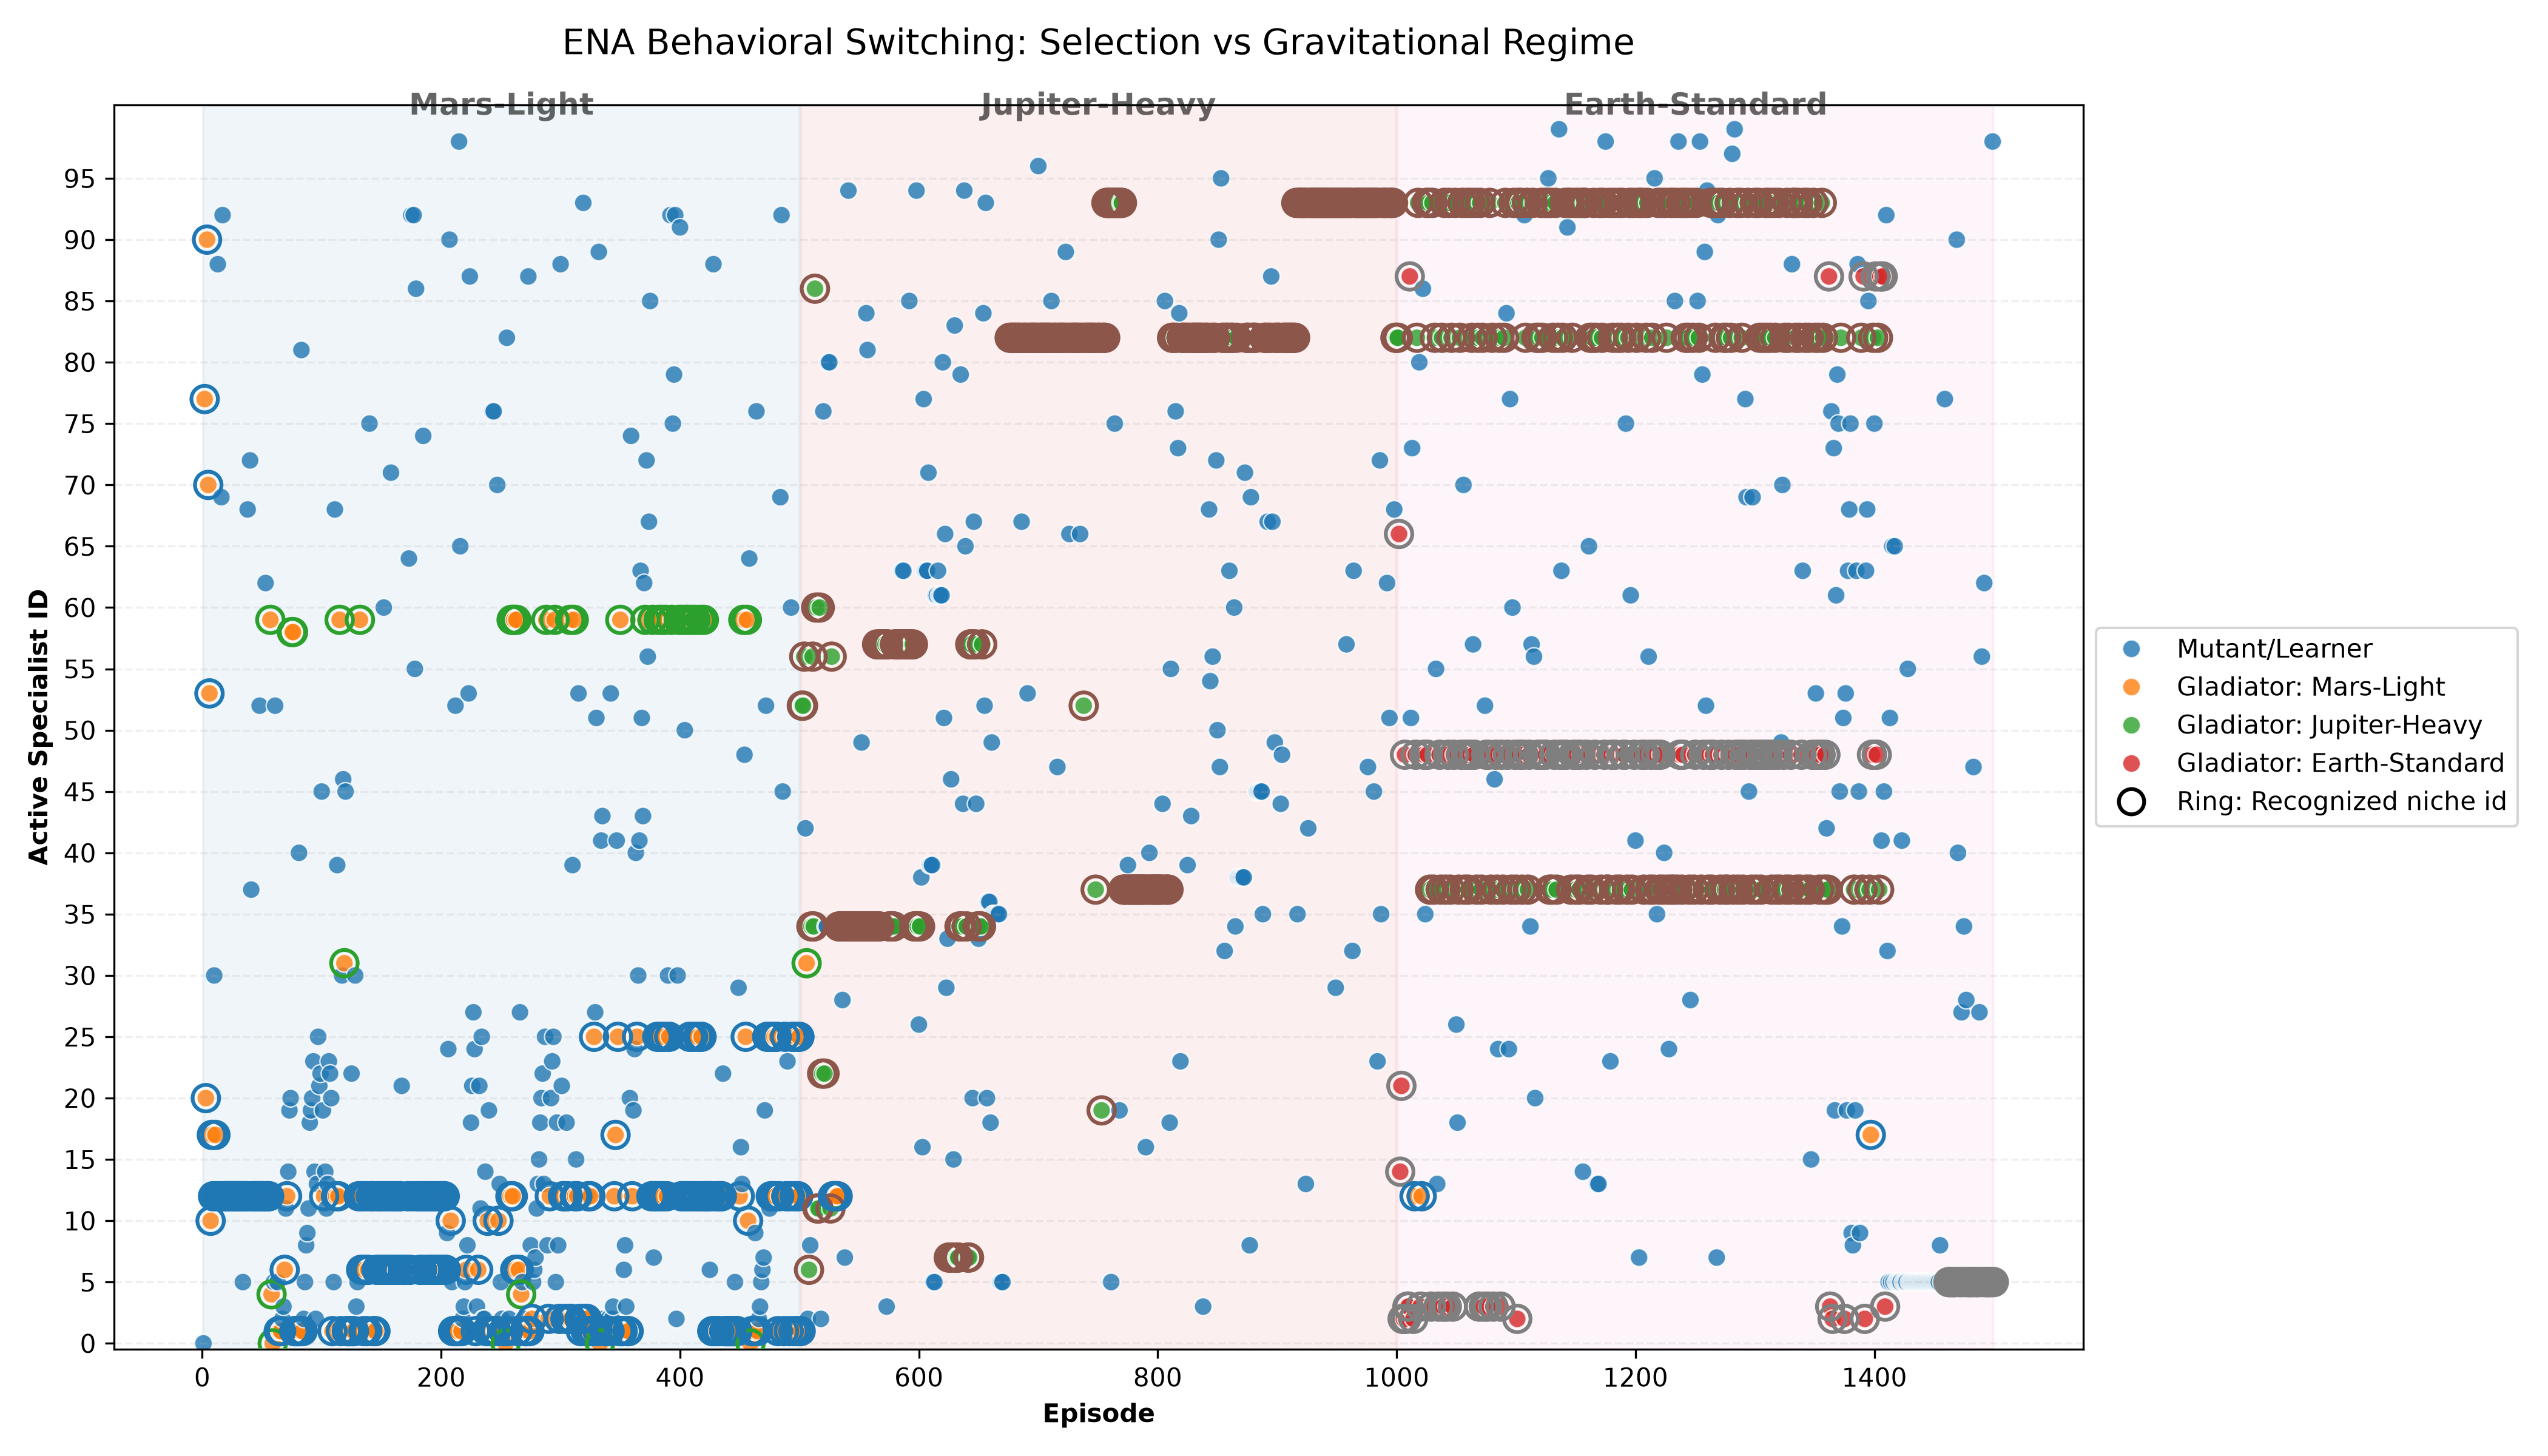 ENA Behavioral Switching: Selection vs Gravitational Regime
Mars-Light
Jupiter-Heavy
Earth-Standard
Active Specialist ID
95
90
85
80
75
70
65
60
55
50
45
40
35
30
25
20
15
10
5
0
0
200
400
600
800
1000
1200
1400
Episode
Mutant/Learner
Gladiator: Mars-Light
Gladiator: Jupiter-Heavy
Gladiator: Earth-Standard
Ring: Recognized niche id